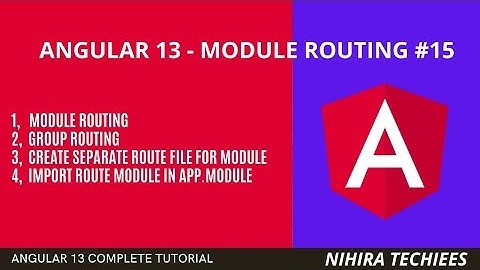 ANGULAR 13 - MODULE ROUTING #15
1, MODULE ROUTING
2, GROUP ROUTING
3, CREATE SEPARATE ROUTE FILE FOR MODULE
4, IMPORT ROUTE MODULE IN APP.MODULE
A
ANGULAR 13 COMPLETE TUTORIAL
NIHIRA TECHIEES